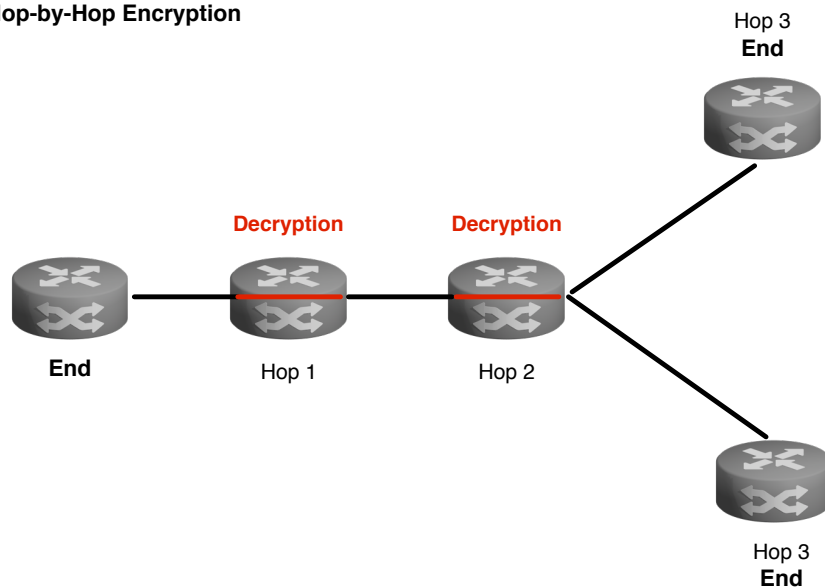 op-by-Hop Encryption
Hop 3
End
Decryption
Decryption
End
Hop 1
Hop 2
Hop 3
End